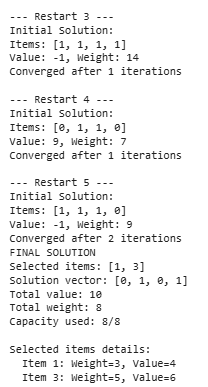 --- Restart 3 ---
Initial Solution:
Items: [1, 1, 1, 1]
Value: -1, Weight: 14
Converged after 1 iterations
--- Restart 4 ---
Initial Solution:
Items: [0, 1, 1, 0]
Value: 9, Weight: 7
Converged after 1 iterations
--- Restart 5 ---
Initial Solution:
Items: [1, 1, 1, 0]
Value: -1, Weight: 9
Converged after 2 iterations
FINAL SOLUTION
Selected items: [1, 3]
Solution vector: [0, 1, 0, 1]
Total value: 10
Total weight: 8
Capacity used: 8/8
Selected items details:
Item 1: Weight=3, Value=4
Item 3: Weight=5, Value=6